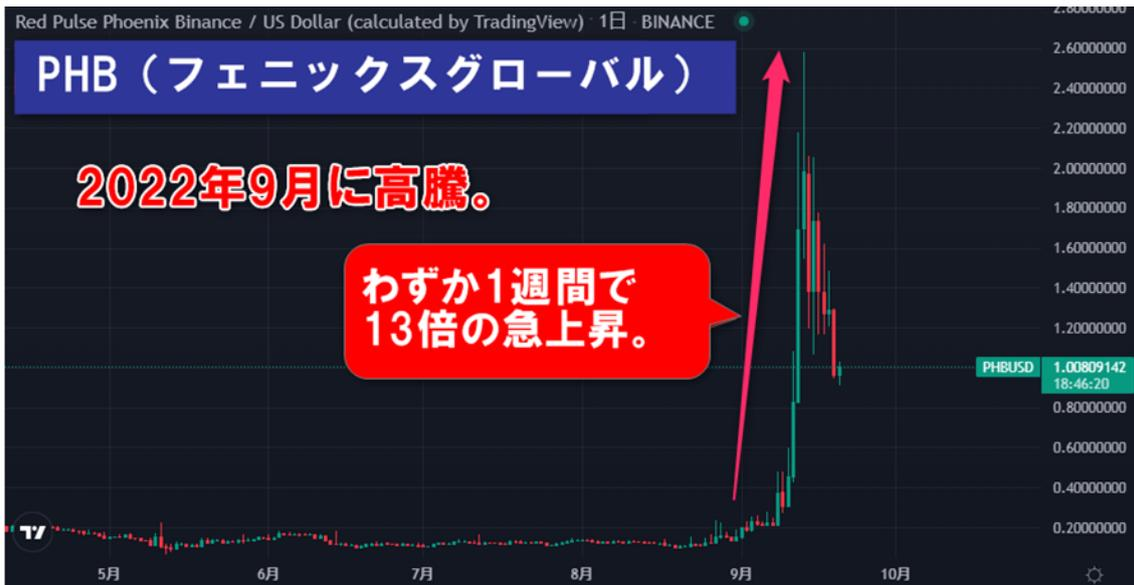 Red Pulse Phoenix Binance / US Dollar (calculated by TradingView) · 1日 · BINANCE
PHB（フェニックスグローバル）
2022年9月に高騰。
わずか1週間で
13倍の急上昇。
2.80000000
2.60000000
2.40000000
2.20000000
2.00000000
1.80000000
1.60000000
1.40000000
1.20000000
PHBUSD 1.00809142
18:46:20
0.80000000
0.60000000
0.40000000
0.20000000
5月 6月 7月 8月 9月 10月